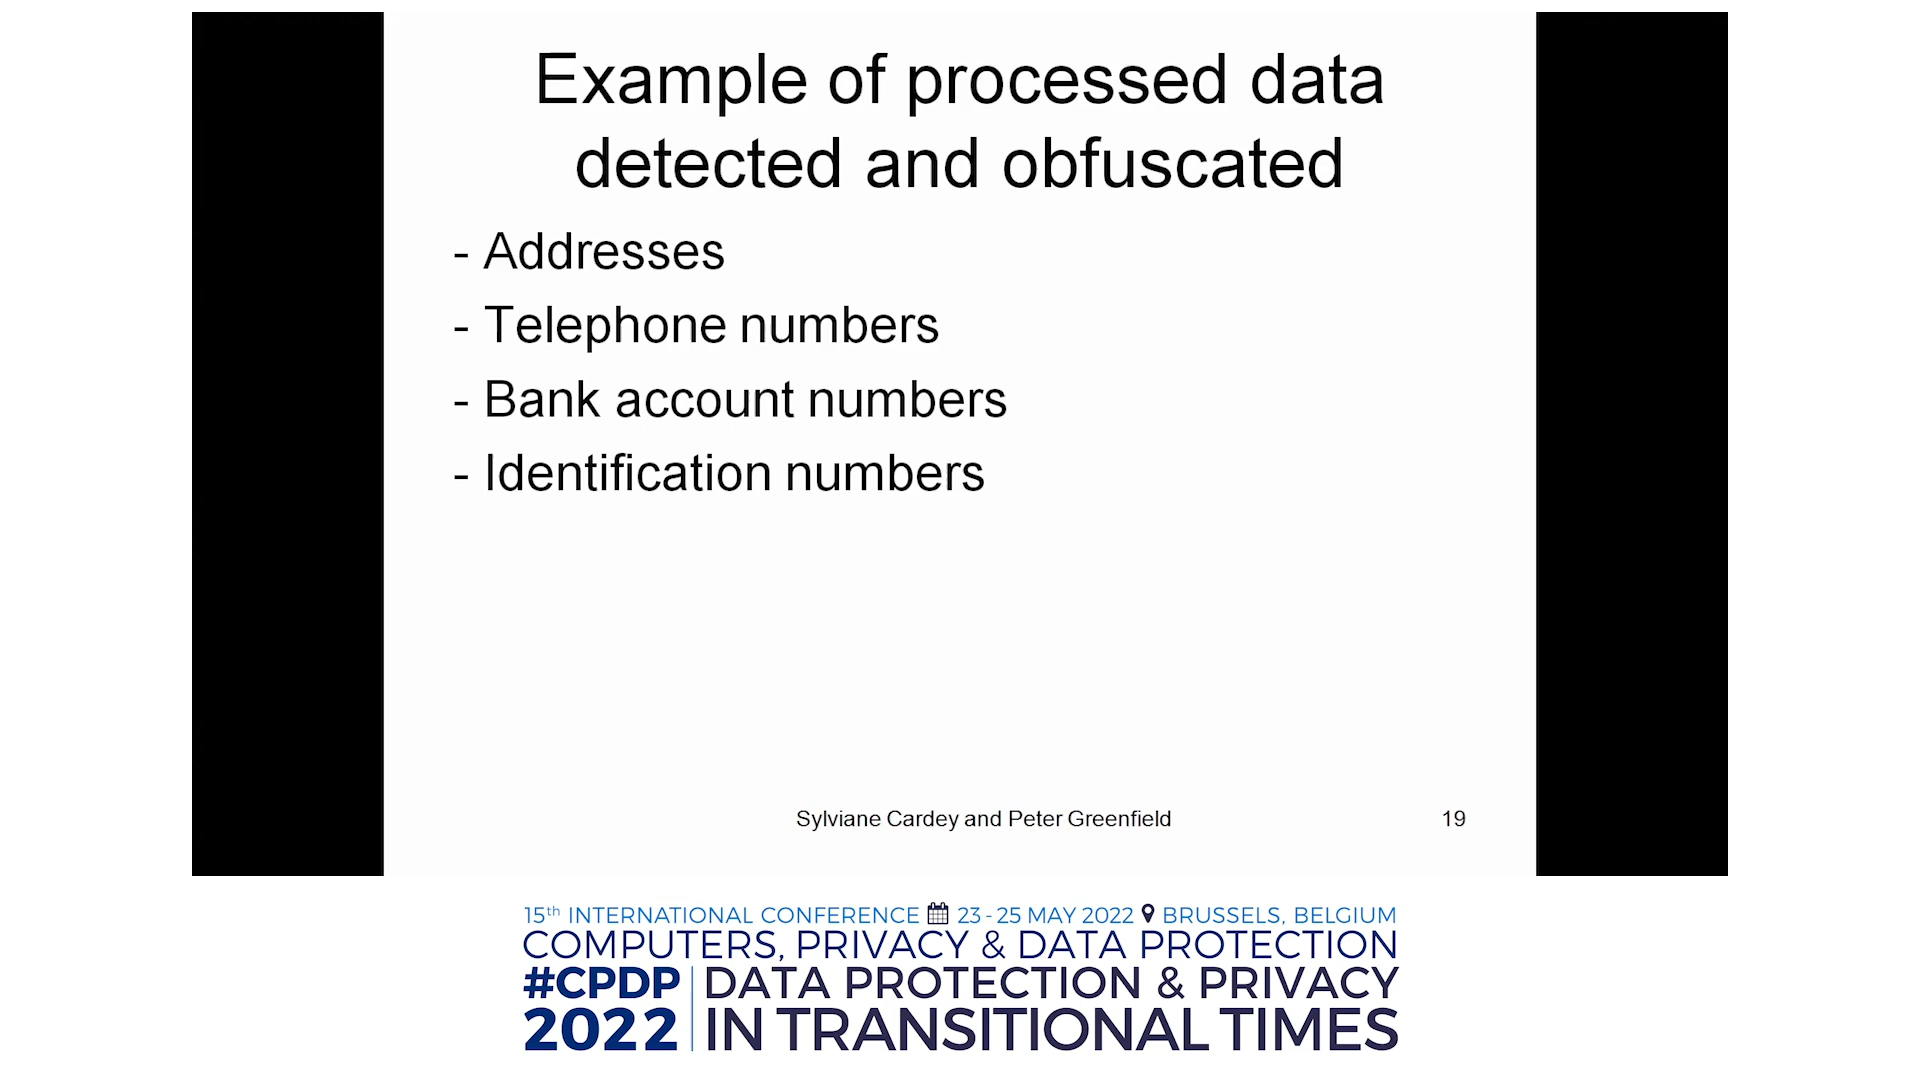 Example of processed data
detected and obfuscated
- Addresses
- Telephone numbers
- Bank account numbers
- Identification numbers
Sylviane Cardey and Peter Greenfield 19
15th INTERNATIONAL CONFERENCE 23 - 25 MAY 2022 BRUSSELS, BELGIUM
COMPUTERS, PRIVACY & DATA PROTECTION
#CPDP DATA PROTECTION & PRIVACY
2022 IN TRANSITIONAL TIMES